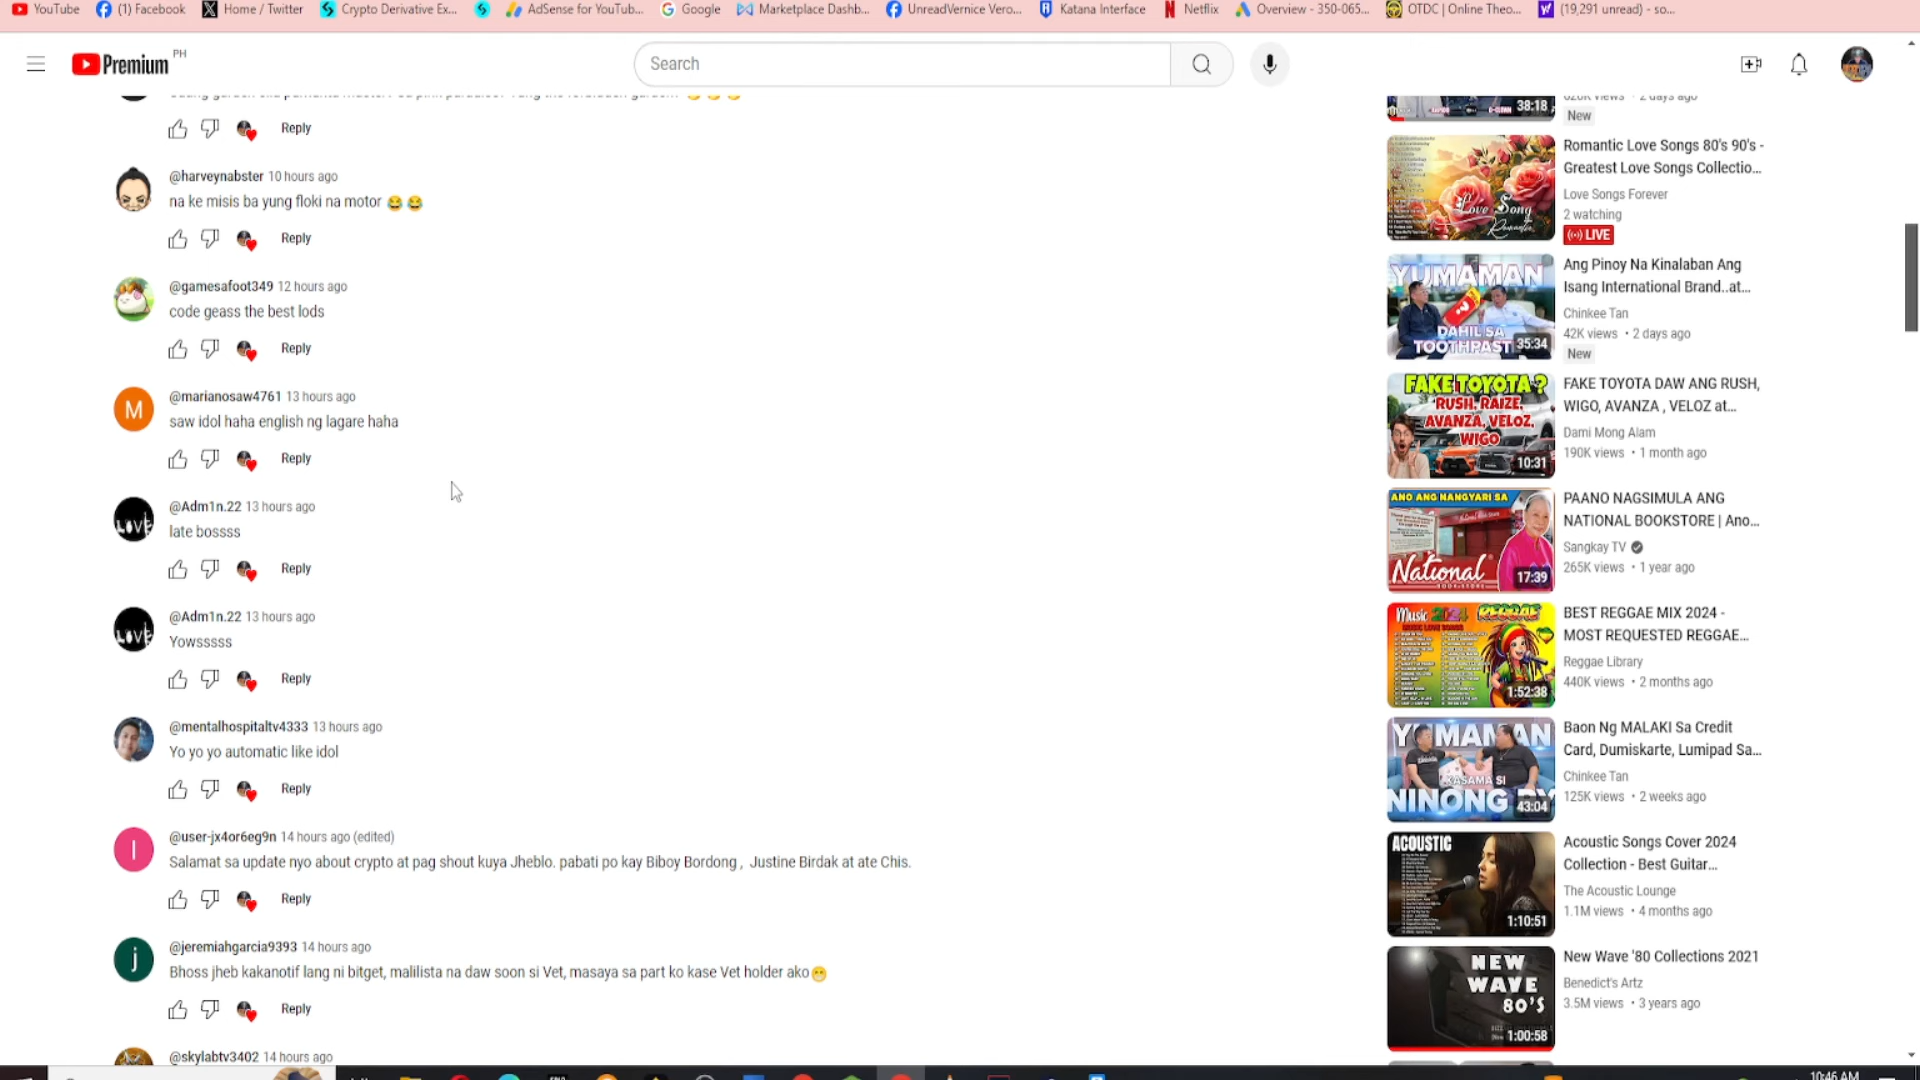 YouTube (1) Facebook Home / Twitter Crypto Derivative Ex... AdSense for YouTub... Google Marketplace Dashb... UnreadVernice Vero... Katana Interface Netflix Overview - 350-065... OTDC | Online Theo... (19,291 unread) - so...
Premium PH
Search
Reply
@harveynabster 10 hours ago
na ke misis ba yung floki na motor 😂 😂
Reply
@gamesafoot349 12 hours ago
code geass the best lods
Reply
@marianosaw4761 13 hours ago
saw idol haha english ng lagare haha
Reply
@Adm1n.22 13 hours ago
late bossss
Reply
@Adm1n.22 13 hours ago
Yowsssss
Reply
@mentalhospitaltv4333 13 hours ago
Yo yo yo automatic like idol
Reply
@user-jx4or6eg9n 14 hours ago (edited)
Salamat sa update nyo about crypto at pag shout kuya Jheblo. pabati po kay Biboy Bordong , Justine Birdak at ate Chis.
Reply
@jeremiahgarcia9393 14 hours ago
Bhoss jheb kakanotif lang ni bitget, malilista na daw soon si Vet, masaya sa part ko kase Vet holder ako😁
Reply
@skylabtv3402 14 hours ago
38:18
New
Love Song
Romantic
Romantic Love Songs 80's 90's -
Greatest Love Songs Collectio...
Love Songs Forever
2 watching
LIVE
YUMAMAN
DAHIL SA
TOOTHPAST
35:34
Ang Pinoy Na Kinalaban Ang
Isang International Brand..at...
Chinkee Tan
42K views • 2 days ago
New
FAKE TOYOTA ?
RUSH, RAIZE,
AVANZA, VELOZ,
WIGO
10:31
FAKE TOYOTA DAW ANG RUSH,
WIGO, AVANZA , VELOZ at...
Dami Mong Alam
190K views • 1 month ago
ANO ANG NANGYARI SA
National
BOOK STORE
17:39
PAANO NAGSIMULA ANG
NATIONAL BOOKSTORE | Ano...
Sangkay TV
265K views • 1 year ago
Music 2024 REGGAE
1:52:38
BEST REGGAE MIX 2024 -
MOST REQUESTED REGGAE...
Reggae Library
440K views • 2 months ago
YUMAMAN
KASAMA SI
NINONG RY
43:04
Baon Ng MALAKI Sa Credit
Card, Dumiskarte, Lumipad Sa...
Chinkee Tan
125K views • 2 weeks ago
ACOUSTIC
1:10:51
Acoustic Songs Cover 2024
Collection - Best Guitar...
The Acoustic Lounge
1.1M views • 4 months ago
NEW
WAVE
80'S
1:00:58
New Wave '80 Collections 2021
Benedict's Artz
3.5M views • 3 years ago
10:46 AM